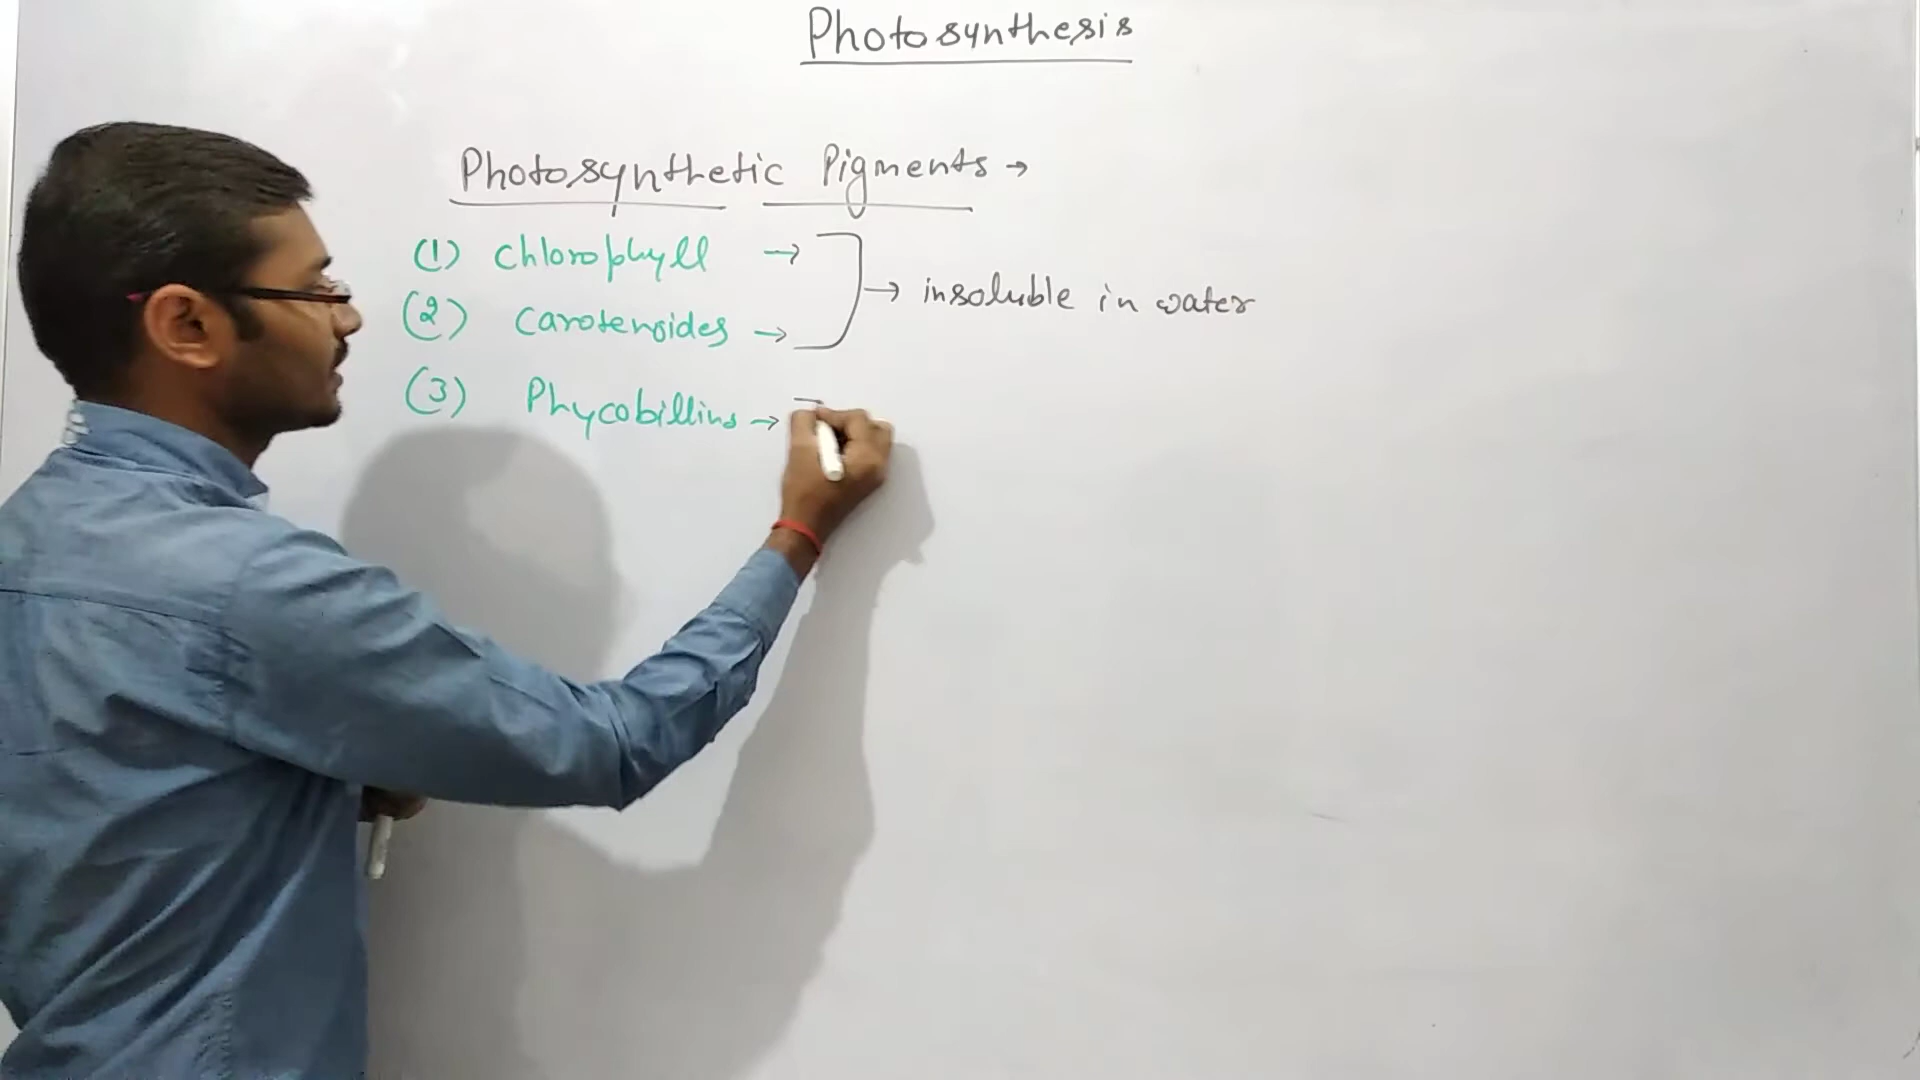 Photosynthesis
Photosynthetic Pigments →
(1) Chlorophyll →
(2) Carotenoides →
→ insoluble in water
(3) Phycobillins →